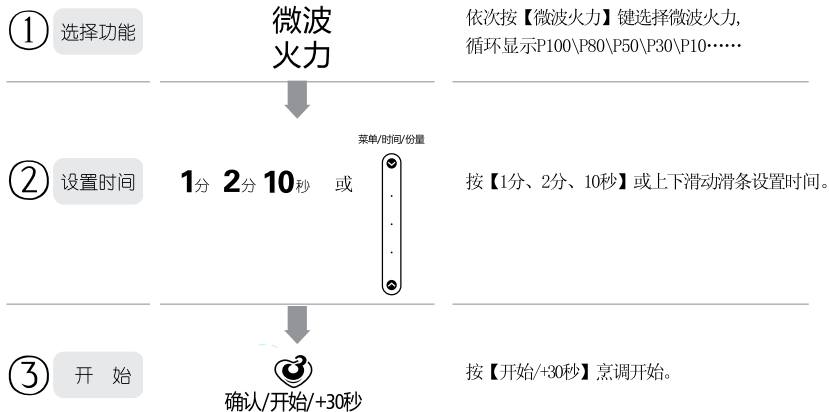 ① 选择功能
微波
火力
依次按【微波火力】键选择微波火力,
循环显示P100\P80\P50\P30\P10……
② 设置时间
1分 2分 10秒 或
菜单/时间/份量
按【1分、2分、10秒】或上下滑动滑条设置时间。
③ 开 始
确认/开始/+30秒
按【开始/+30秒】烹调开始。